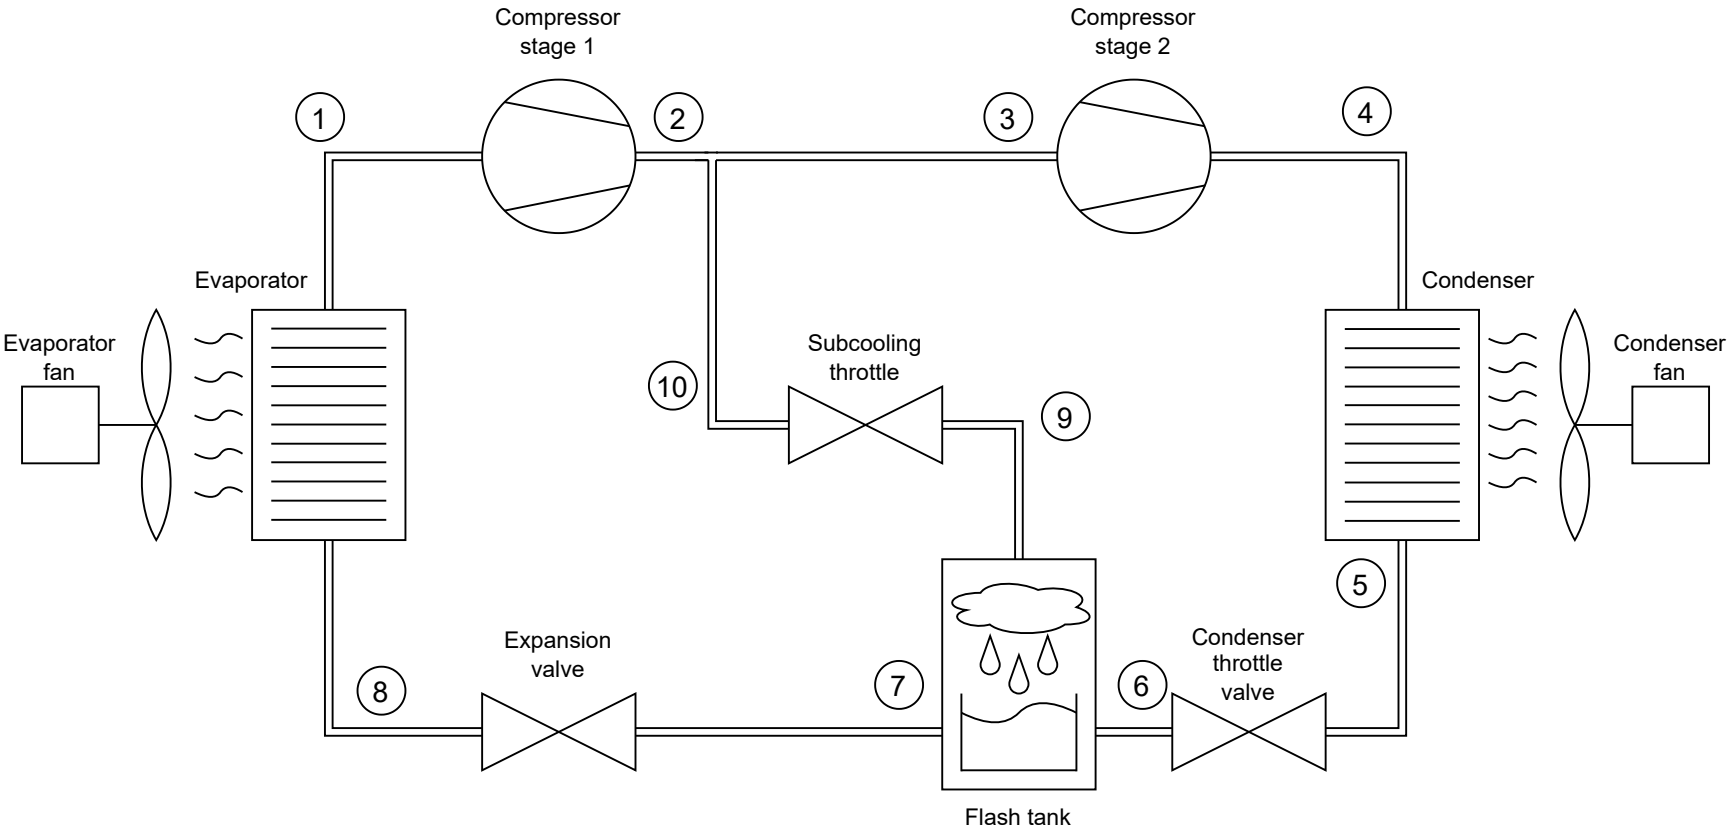 Compressor
stage 1
Compressor
stage 2
1
2
3
4
Evaporator
Condenser
Evaporator
fan
Subcooling
throttle
Condenser
fan
10
9
5
Expansion
valve
Condenser
throttle
valve
8
7
6
Flash tank